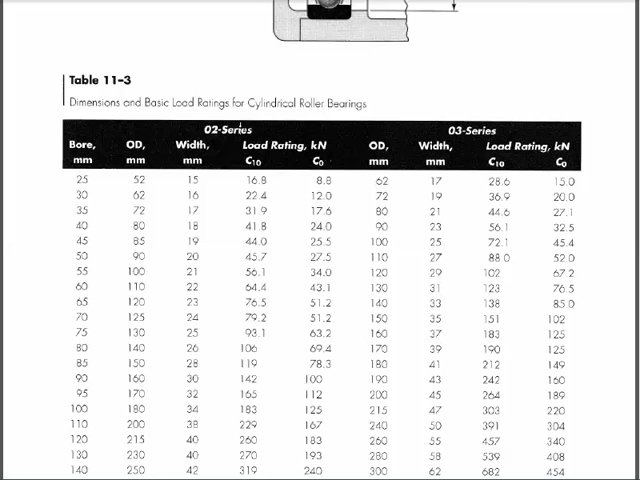 Table 11–3
Dimensions and Basic Load Ratings for Cylindrical Roller Bearings
02-Series 03-Series
Bore, OD, Width, Load Rating, kN OD, Width, Load Rating, kN
mm mm mm C10 C0 mm mm C10 C0
25 52 15 16.8 8.8 62 17 28.6 15.0
30 62 16 22.4 12.0 72 19 36.9 20.0
35 72 17 31.9 17.6 80 21 44.6 27.1
40 80 18 41.8 24.0 90 23 56.1 32.5
45 85 19 44.0 25.5 100 25 72.1 45.4
50 90 20 45.7 27.5 110 27 88.0 52.0
55 100 21 56.1 34.0 120 29 102 67.2
60 110 22 64.4 43.1 130 31 123 76.5
65 120 23 76.5 51.2 140 33 138 85.0
70 125 24 79.2 51.2 150 35 151 102
75 130 25 93.1 63.2 160 37 183 125
80 140 26 106 69.4 170 39 190 125
85 150 28 119 78.3 180 41 212 149
90 160 30 142 100 190 43 242 160
95 170 32 165 112 200 45 264 189
100 180 34 183 125 215 47 303 220
110 200 38 229 167 240 50 391 304
120 215 40 260 183 260 55 457 340
130 230 40 270 193 280 58 539 408
140 250 42 319 240 300 62 682 454